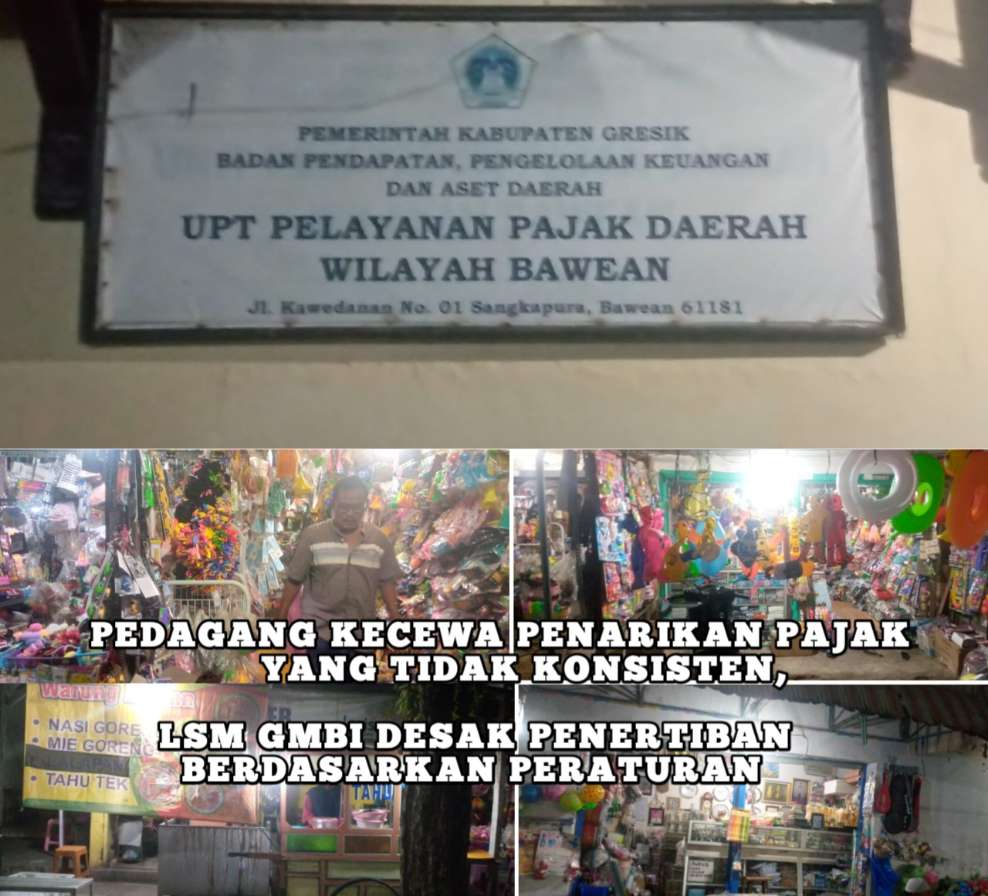 PEMERINTAH KABUPATEN GRESIK
BADAN PENDAPATAN, PENGELOLAAN KEUANGAN
DAN ASET DAERAH
UPT PELAYANAN PAJAK DAERAH
WILAYAH BAWEAN
Jl. Kawedanan No. 01 Sangkapura, Bawean 61181
PEDAGANG KECEWA PENARIKAN PAJAK
YANG TIDAK KONSISTEN,
LSM GMBI DESAK PENERTIBAN
BERDASARKAN PERATURAN
Warung
• NASI GORE
• MIE GORENG
• TAHU TEK
TAHU